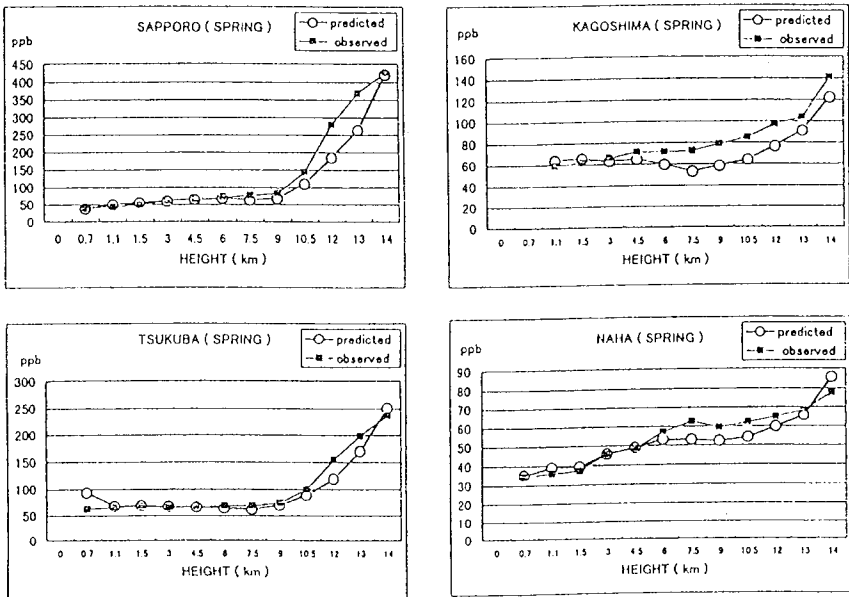 SAPPORO ( SPRING )
predicted
observed
ppb
450
400
350
300
250
200
150
100
50
0
0 0.7 1.1 1.5 3 4.5 6 7.5 9 10.5 12 13 14
HEIGHT ( km )
KAGOSHIMA ( SPRING )
predicted
observed
ppb
160
140
120
100
80
60
40
20
0
0 0.7 1.1 1.5 3 4.5 6 7.5 9 10.5 12 13 14
HEIGHT ( km )
TSUKUBA ( SPRING )
predicted
observed
ppb
300
250
200
150
100
50
0
0 0.7 1.1 1.5 3 4.5 6 7.5 9 10.5 12 13 14
HEIGHT ( km )
NAHA ( SPRING )
predicted
observed
ppb
90
80
70
60
50
40
30
20
10
0
0 0.7 1.1 1.5 3 4.5 6 7.5 9 10.5 12 13 14
HEIGHT ( km )